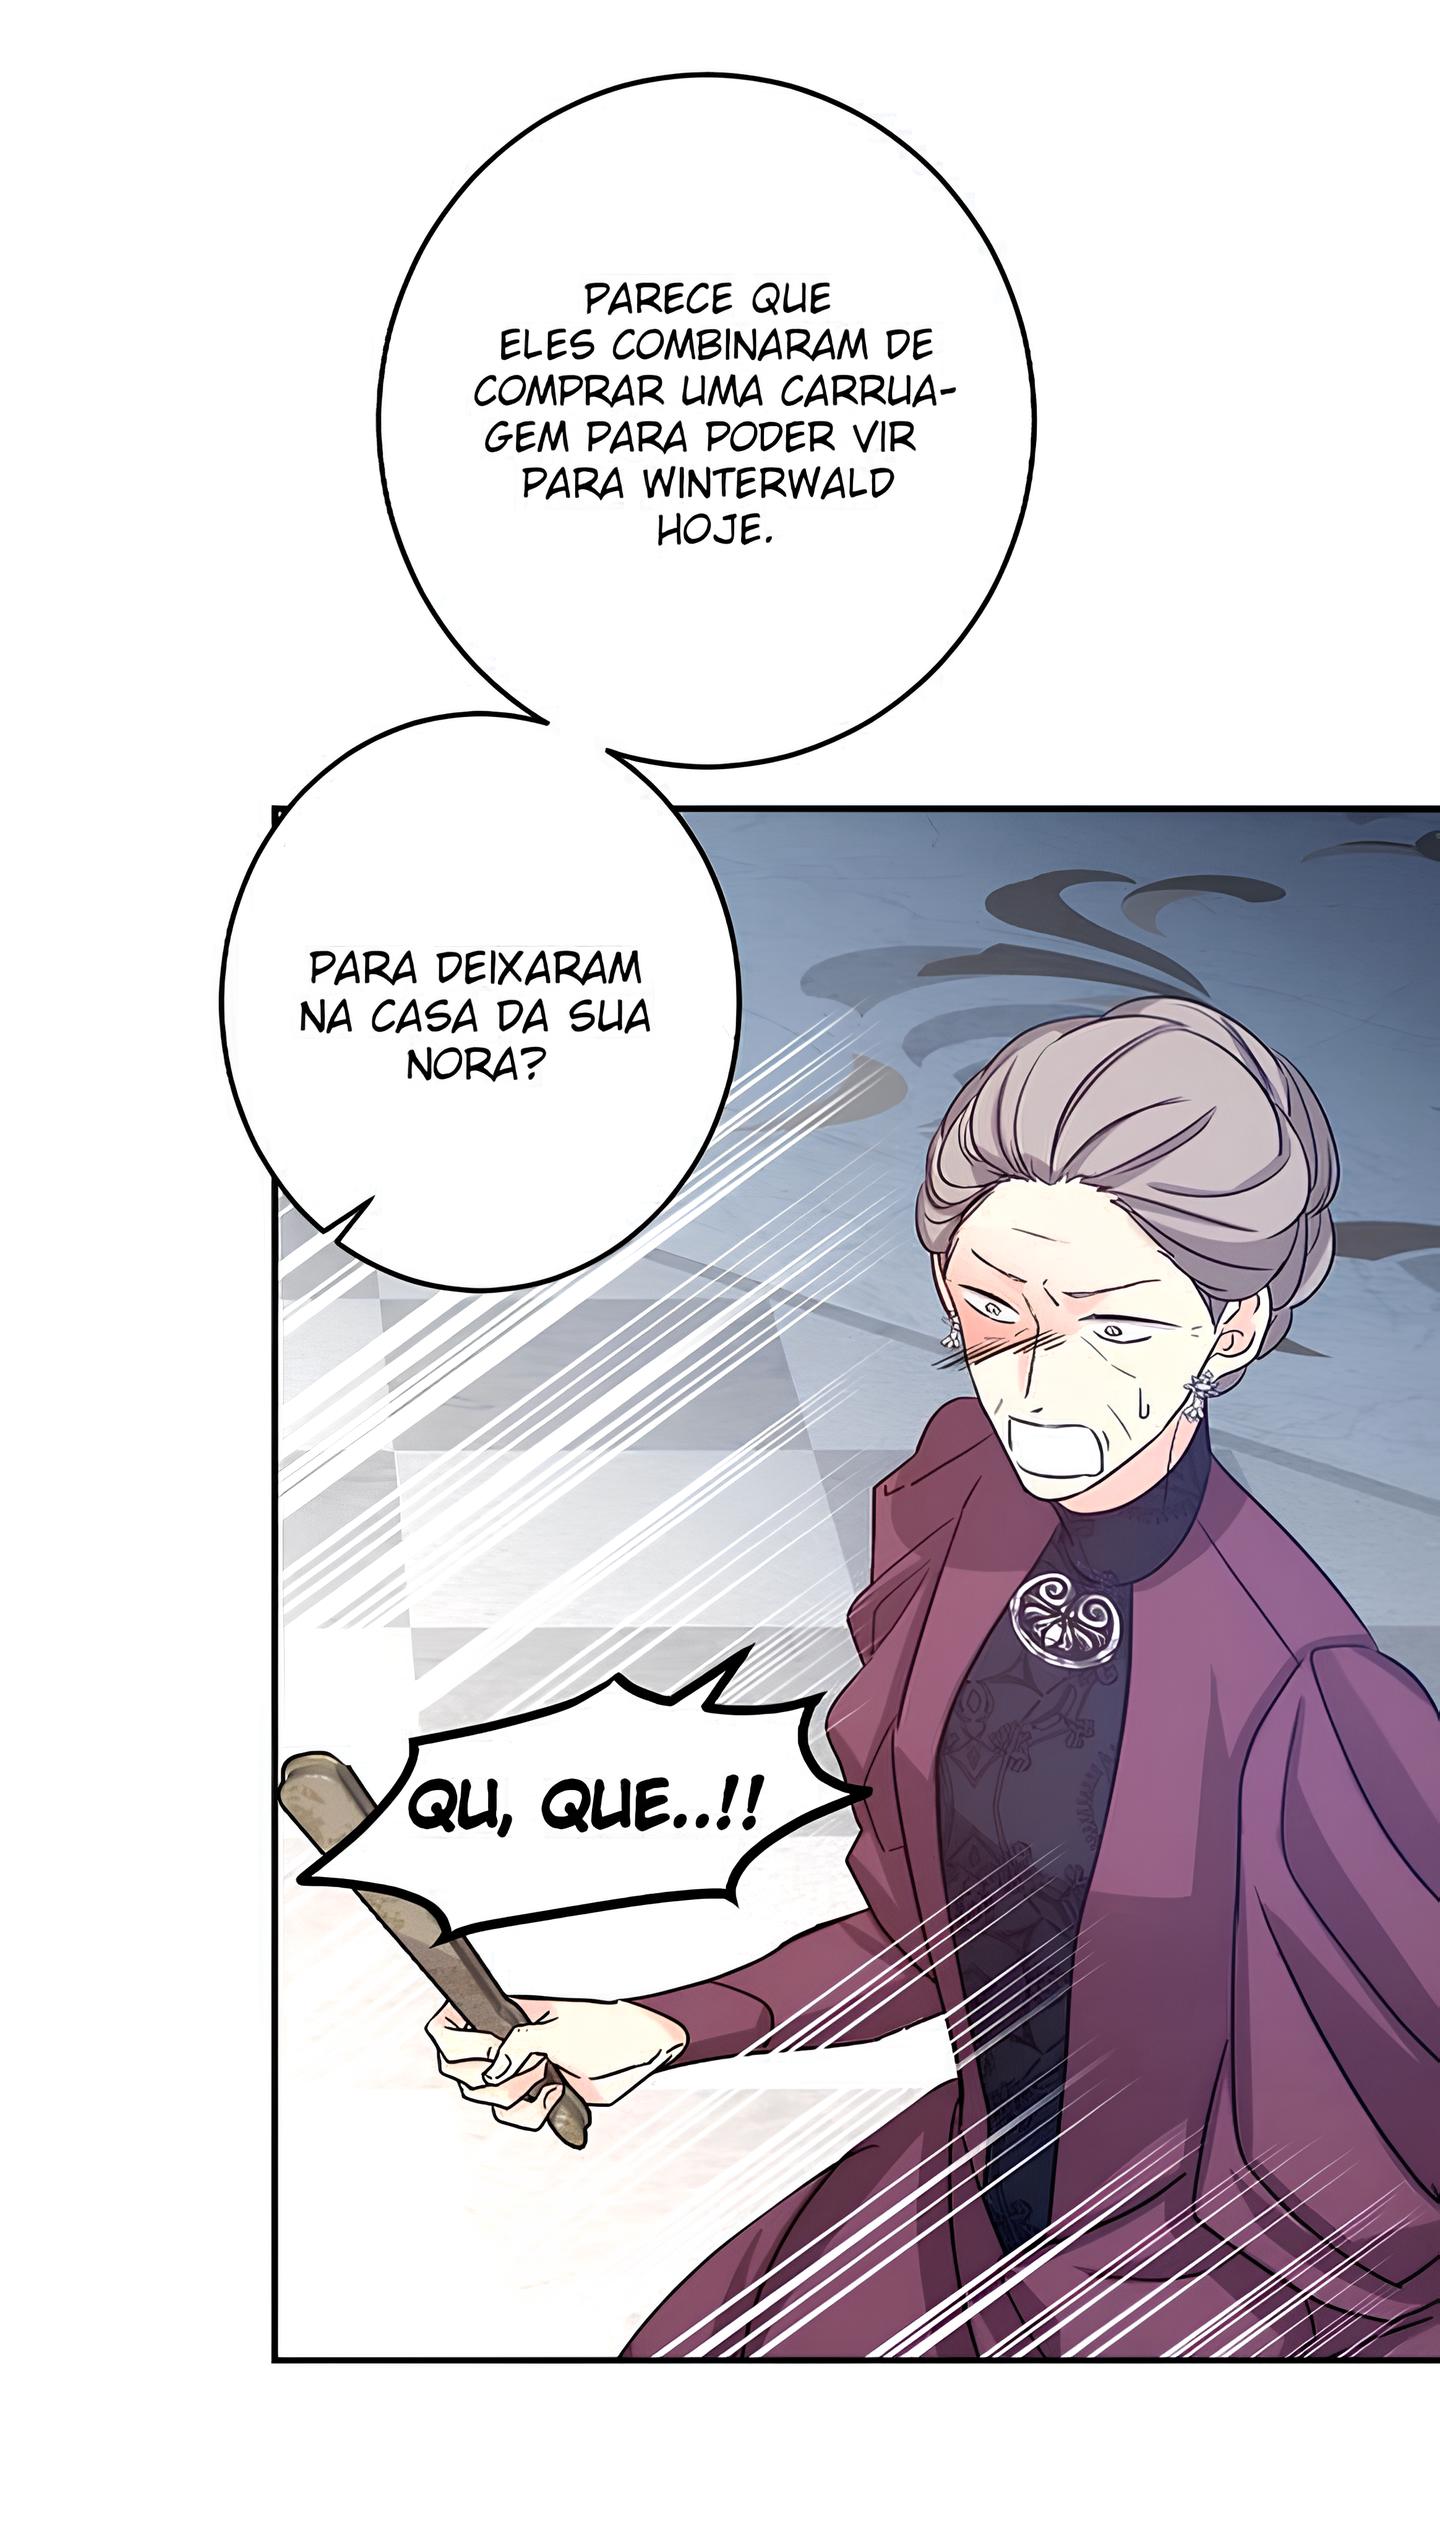 PARECE QUE
ELES COMBINARAM DE
COMPRAR UMA CARRUA-
GEM PARA PODER VIR
PARA WINTERWALD
HOJE.
PARA DEIXARAM
NA CASA DA SUA
NORA?
QU, QUE..!!